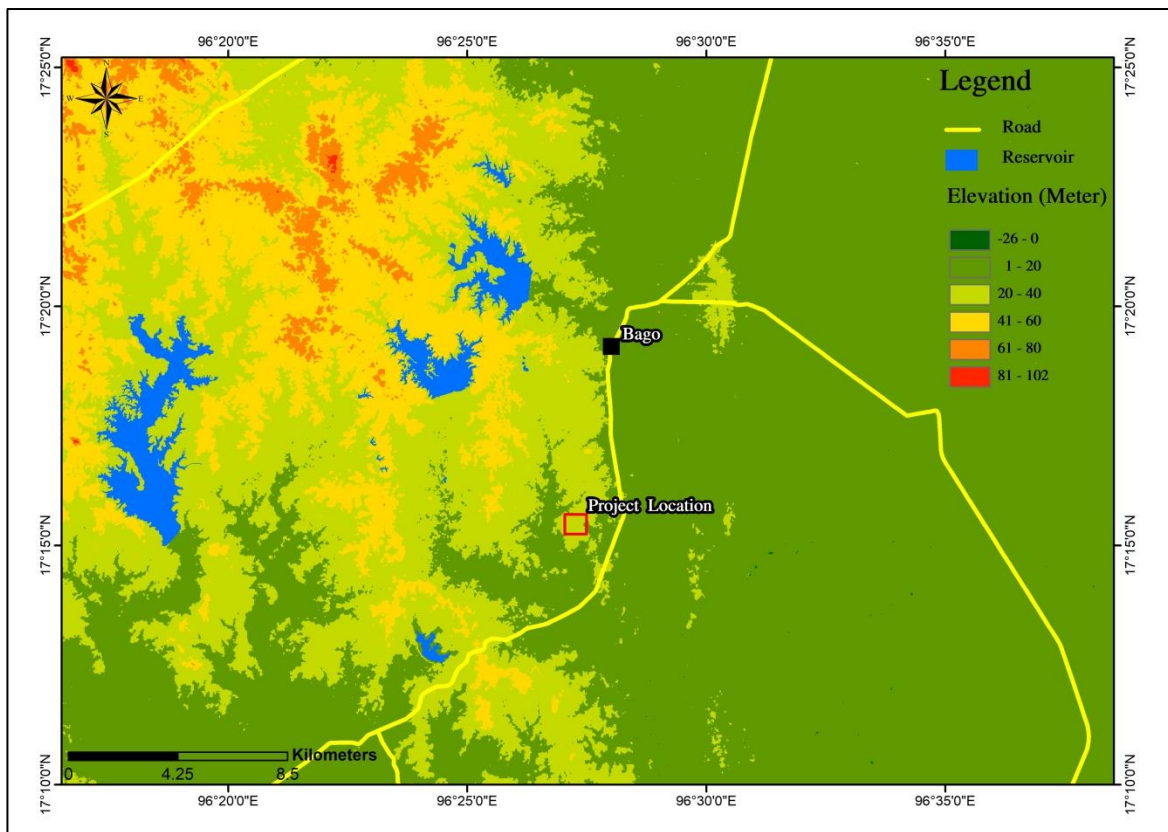 96°20'0"E 96°25'0"E 96°30'0"E 96°35'0"E
17°25'0"N 17°25'0"N
N
W E
S
Legend
Road
Reservoir
Elevation (Meter)
-26 - 0
1 - 20
20 - 40
41 - 60
61 - 80
81 - 102
17°20'0"N 17°20'0"N
Bago
Project Location
17°15'0"N 17°15'0"N
Kilometers
0 4.25 8.5
17°10'0"N 17°10'0"N
96°20'0"E 96°25'0"E 96°30'0"E 96°35'0"E